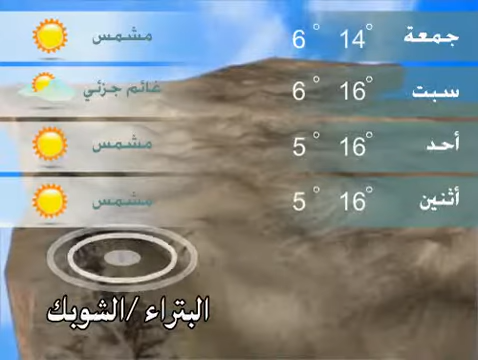 جمعة 14° 6° مشمس
سبت 16° 6° غائم جزئي
أحد 16° 5° مشمس
أثنين 16° 5° مشمس
البتراء /الشوبك